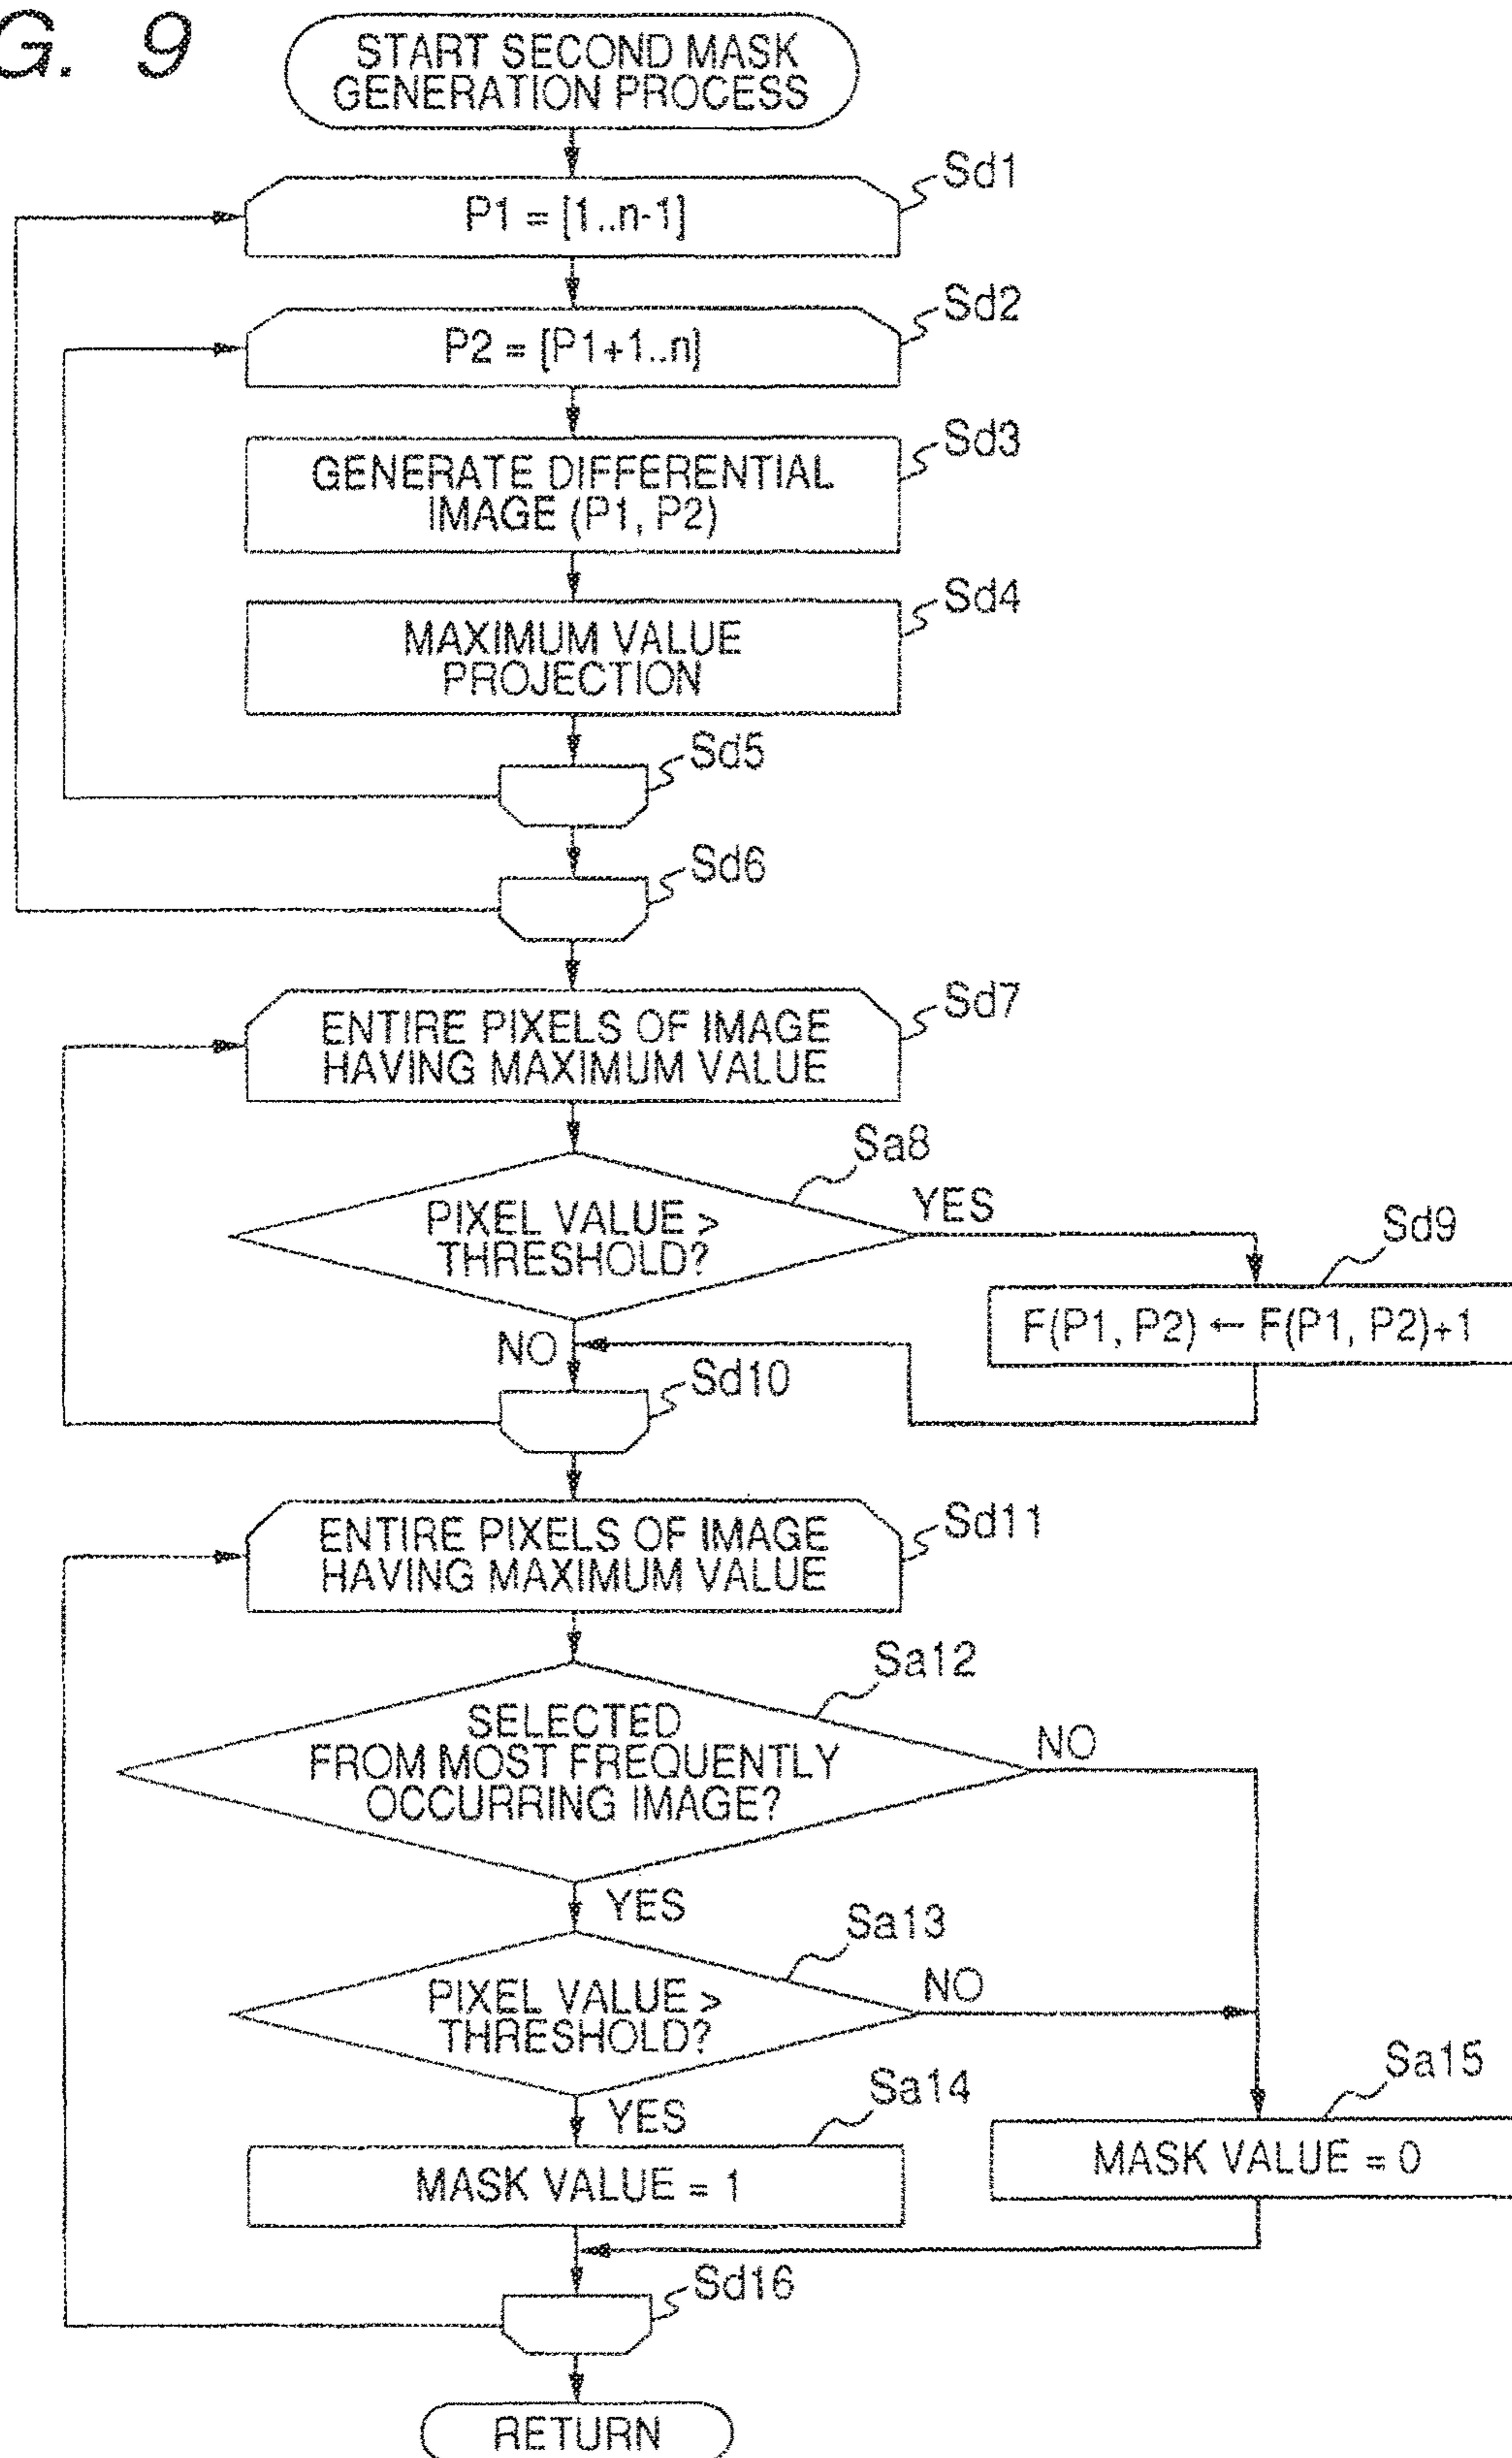 G. 9
START SECOND MASK
GENERATION PROCESS
Sd1
P1 = [1..n-1]
Sd2
P2 = [P1+1..n]
Sd3
GENERATE DIFFERENTIAL
IMAGE (P1, P2)
Sd4
MAXIMUM VALUE
PROJECTION
Sd5
Sd6
Sd7
ENTIRE PIXELS OF IMAGE
HAVING MAXIMUM VALUE
Sa8
PIXEL VALUE >
THRESHOLD?
YES
Sd9
F(P1, P2) ← F(P1, P2)+1
NO
Sd10
Sd11
ENTIRE PIXELS OF IMAGE
HAVING MAXIMUM VALUE
Sa12
SELECTED
FROM MOST FREQUENTLY
OCCURRING IMAGE?
NO
YES
Sa13
PIXEL VALUE >
THRESHOLD?
NO
YES
Sa14
MASK VALUE = 1
Sa15
MASK VALUE = 0
Sd16
RETURN